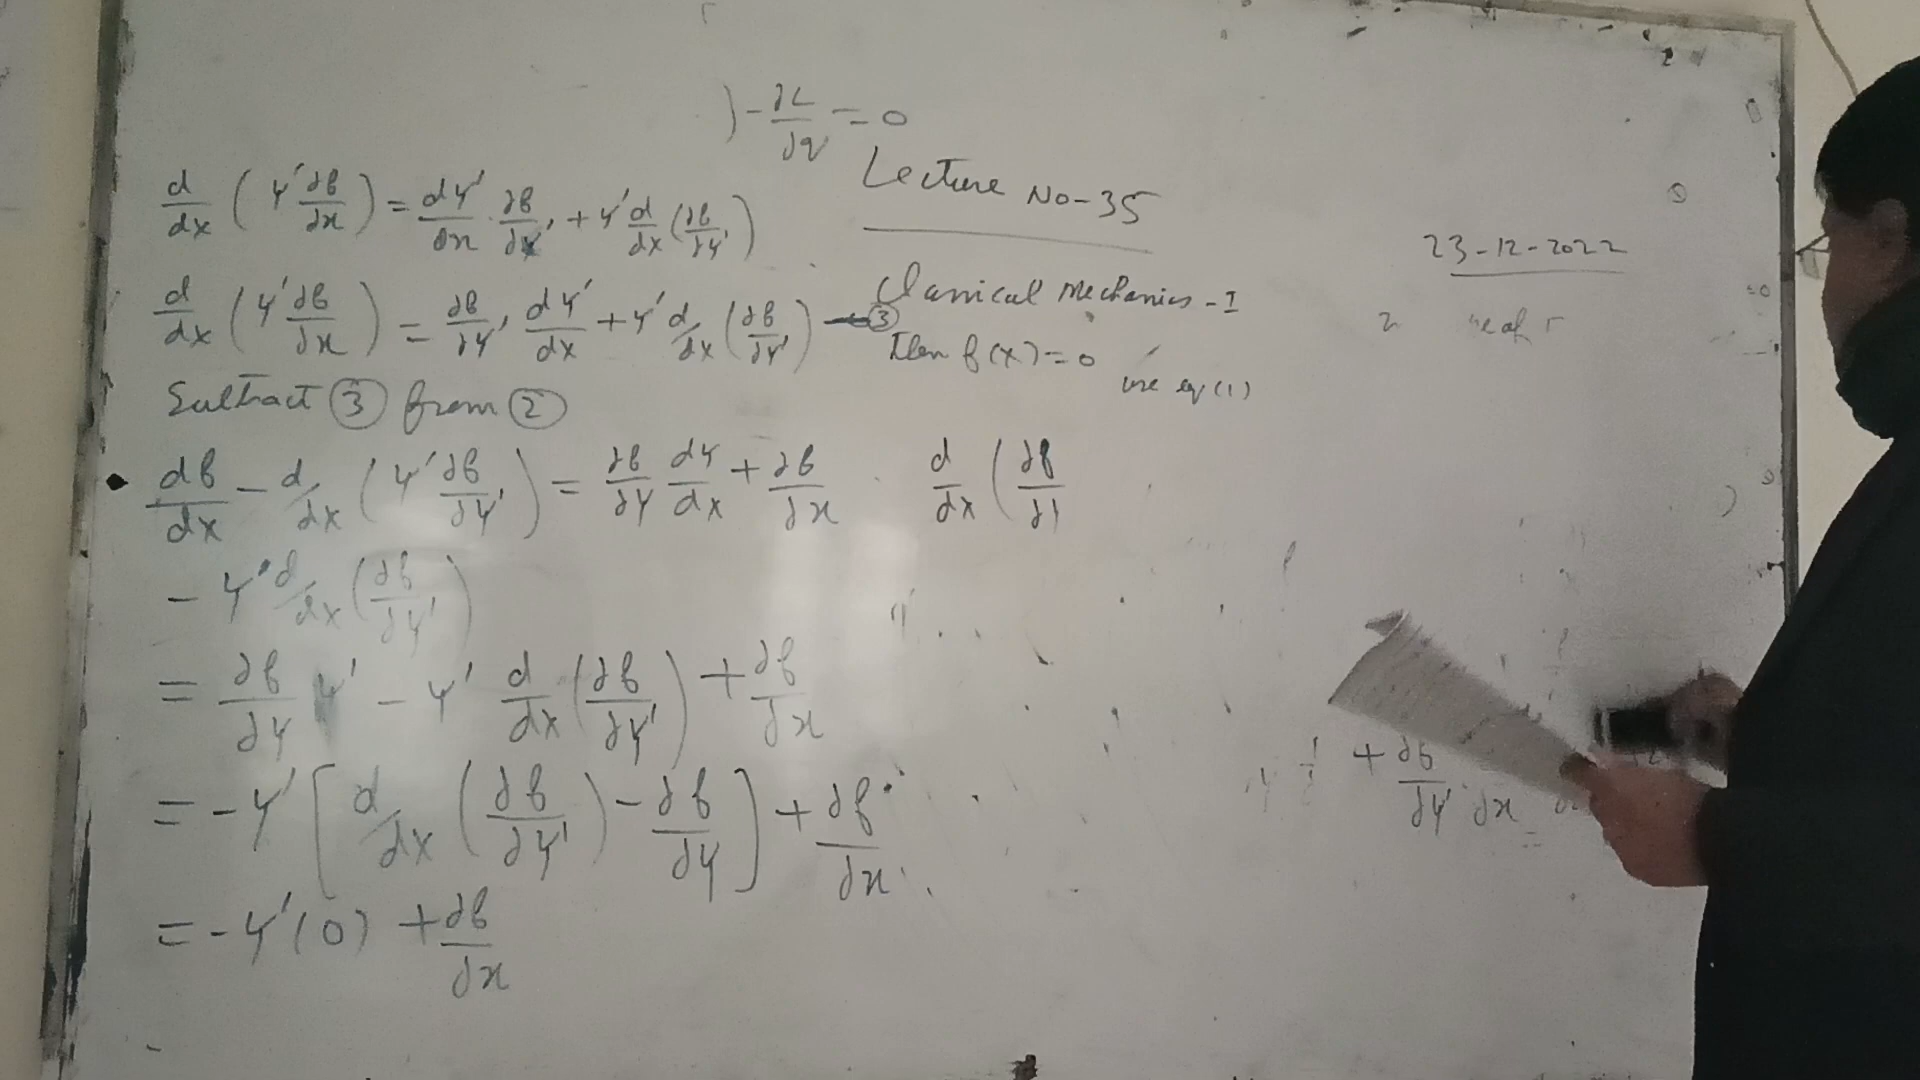 ) - ∂L/∂q = 0
Lecture No-35
23-12-2022
Classical Mechanics - I
Then f(x) = 0
use eq (1)
d/dx ( y' ∂f/∂x ) = dy'/dx · ∂f/∂y' + y' d/dx ( ∂f/∂y' )
d/dx ( y' ∂f/∂x ) = ∂f/∂y' dy'/dx + y' d/dx ( ∂f/∂y' ) — ③
Subtract ③ from ②
df/dx - d/dx ( y' ∂f/∂y' ) = ∂f/∂y dy/dx + ∂f/∂x
d/dx ( ∂f/∂
- y' d/dx ( ∂f/∂y' )
= ∂f/∂y y' - y' d/dx ( ∂f/∂y' ) + ∂f/∂x
= - y' [ d/dx ( ∂f/∂y' ) - ∂f/∂y ] + ∂f/∂x
= - y' (0) + ∂f/∂x
+ ∂f/∂y' · dx